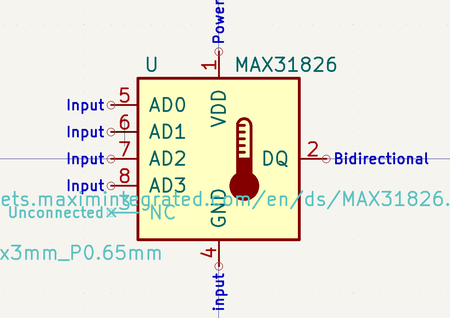 Power
1
U
MAX31826
Input
5
AD0
VDD
Input
6
AD1
Input
7
AD2
DQ
2
Bidirectional
Input
8
AD3
ets.maximintegrated.com/en/ds/MAX31826.
Unconnected
3
NC
GND
x3mm_P0.65mm
4
input